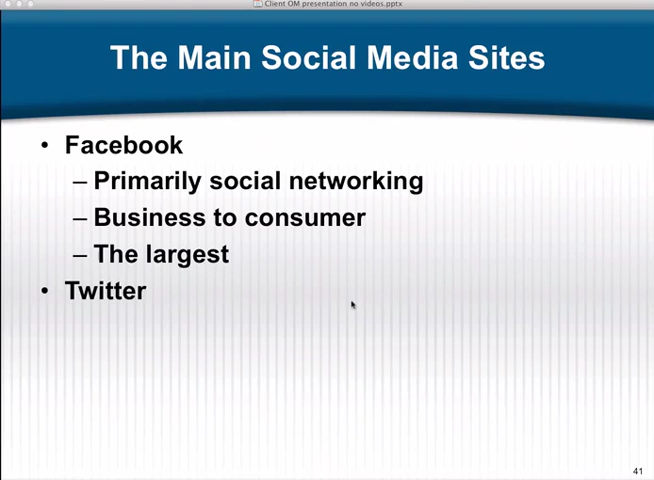 Client OM presentation no videos.pptx
The Main Social Media Sites
• Facebook
– Primarily social networking
– Business to consumer
– The largest
• Twitter
41